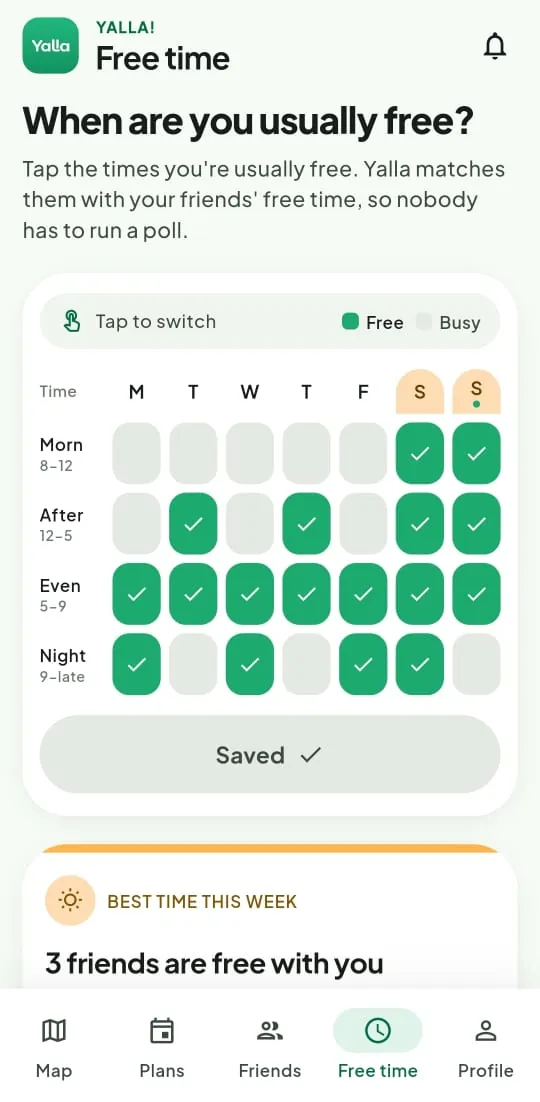 Yalla
YALLA!
Free time
When are you usually free?
Tap the times you're usually free. Yalla matches
them with your friends' free time, so nobody
has to run a poll.
Tap to switch Free Busy
Time M T W T F S S
Morn
8–12
After
12–5
Even
5–9
Night
9–late
Saved
BEST TIME THIS WEEK
3 friends are free with you
Map Plans Friends Free time Profile